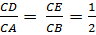 CD/CA = CE/CB = 1/2